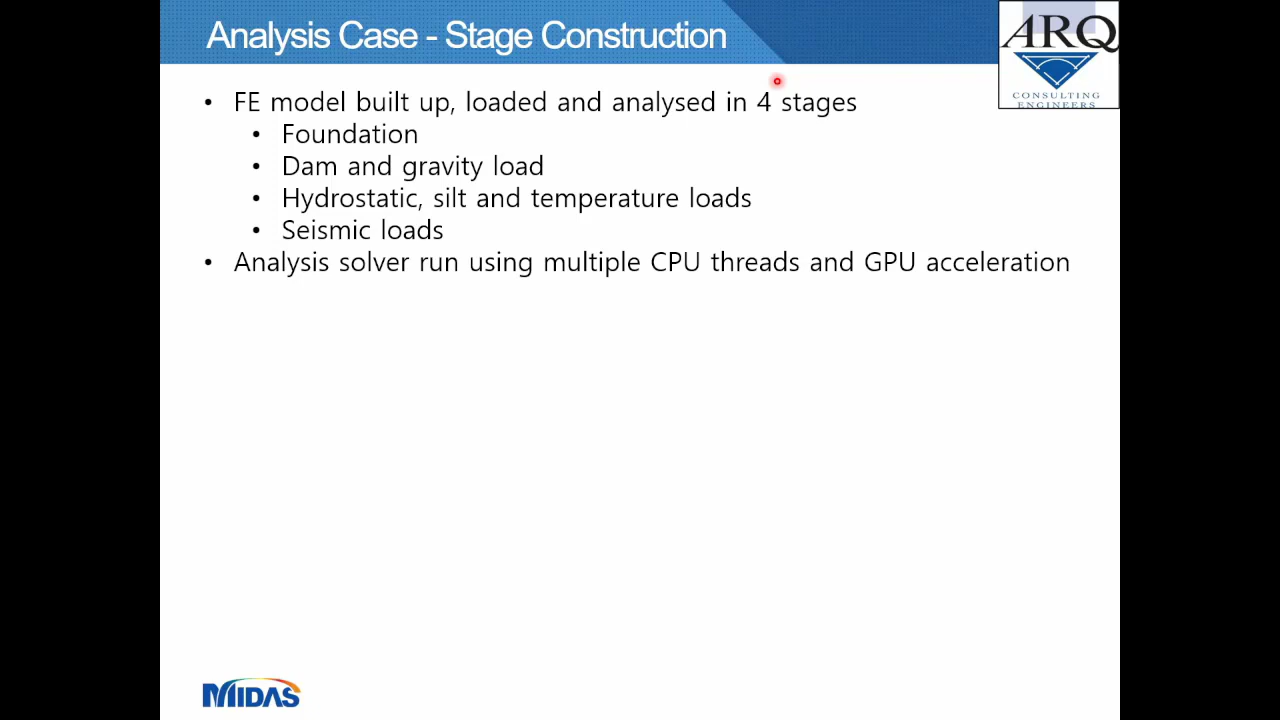 Analysis Case - Stage Construction
ARQ
CONSULTING
ENGINEERS
• FE model built up, loaded and analysed in 4 stages
• Foundation
• Dam and gravity load
• Hydrostatic, silt and temperature loads
• Seismic loads
• Analysis solver run using multiple CPU threads and GPU acceleration
MIDAS